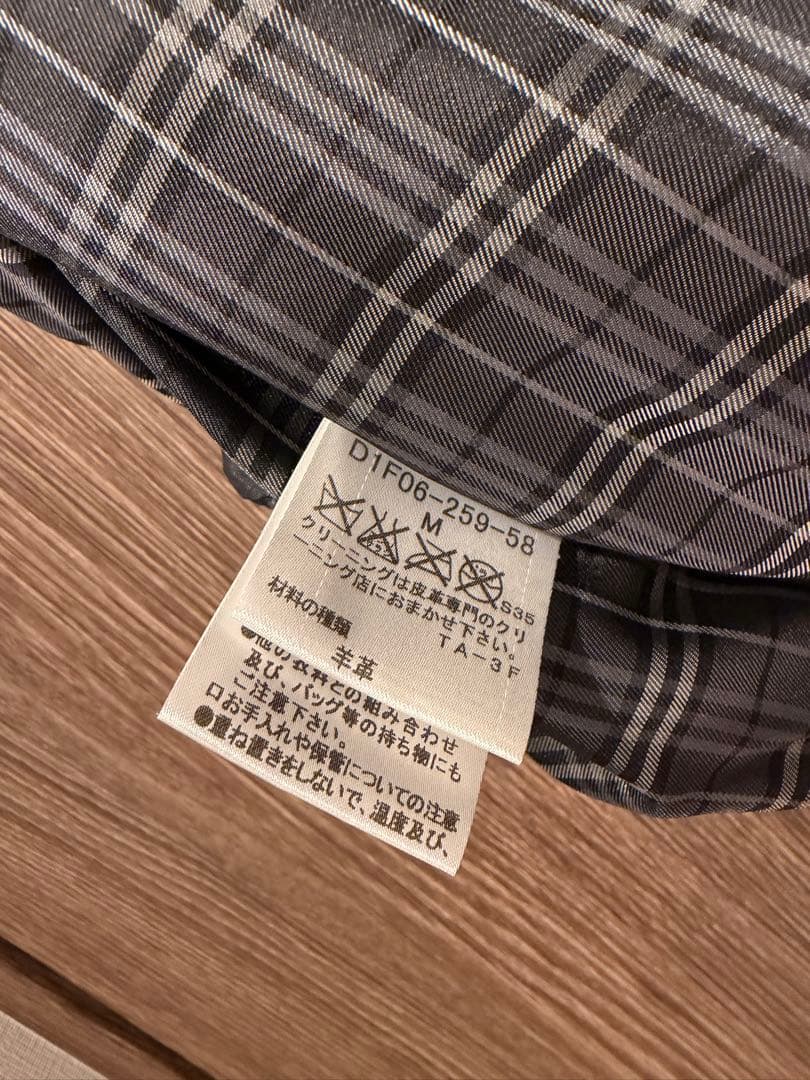 D1F06-259-58
M
S35
クリーニングは皮革専門のクリ
ーニング店におまかせ下さい。
TA-3F
材料の種類
羊革
●他の衣料との組み合わせ
及び、バッグ等の持ち物にも
ご注意下さい。
口お手入れや保管についての注意
●重ね置きをしないで、温度及び、